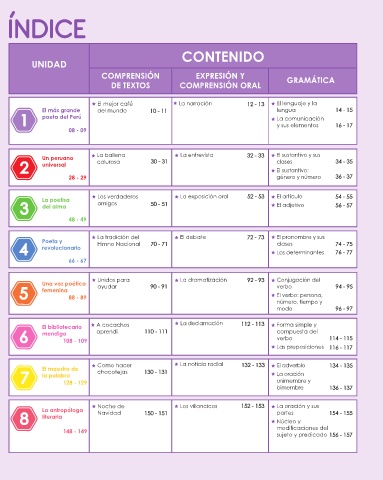 ÍNDICE
UNIDAD
CONTENIDO
COMPRENSIÓN DE TEXTOS
EXPRESIÓN Y COMPRENSIÓN ORAL
GRAMÁTICA
1
El más grande
poeta del Perú
08 - 09
★ El mejor café
del mundo 10 - 11
★ La narración 12 - 13
★ El lenguaje y la
lengua 14 - 15
★ La comunicación
y sus elementos 16 - 17
2
Un peruano
universal
28 - 29
★ La ballena
calurosa 30 - 31
★ La entrevista 32 - 33
★ El sustantivo y sus
clases 34 - 35
★ El sustantivo:
género y número 36 - 37
3
La poetisa
del alma
48 - 49
★ Los verdaderos
amigos 50 - 51
★ La exposición oral 52 - 53
★ El artículo 54 - 55
★ El adjetivo 56 - 57
4
Poeta y
revolucionario
66 - 67
★ La tradición del
Himno Nacional 70 - 71
★ El debate 72 - 73
★ El pronombre y sus
clases 74 - 75
★ Los determinantes 76 - 77
5
Una voz poética
femenina
88 - 89
★ Unidos para
ayudar 90 - 91
★ La dramatización 92 - 93
★ Conjugación del
verbo 94 - 95
★ El verbo: persona,
número, tiempo y
modo 96 - 97
6
El bibliotecario
mendigo
108 - 109
★ A cocachos
aprendí 110 - 111
★ La declamación 112 - 113
★ Forma simple y
compuesta del
verbo 114 - 115
★ Las preposiciones 116 - 117
7
El maestro de
la palabra
128 - 129
★ Como hacer
chocotejas 130 - 131
★ La noticia radial 132 - 133
★ El adverbio 134 - 135
★ La oración
unimembre y
bimembre 136 - 137
8
La antropóloga
literaria
148 - 149
★ Noche de
Navidad 150 - 151
★ Los villancicos 152 - 153
★ La oración y sus
partes 154 - 155
★ Núcleo y
modificaciones del
sujeto y predicado 156 - 157